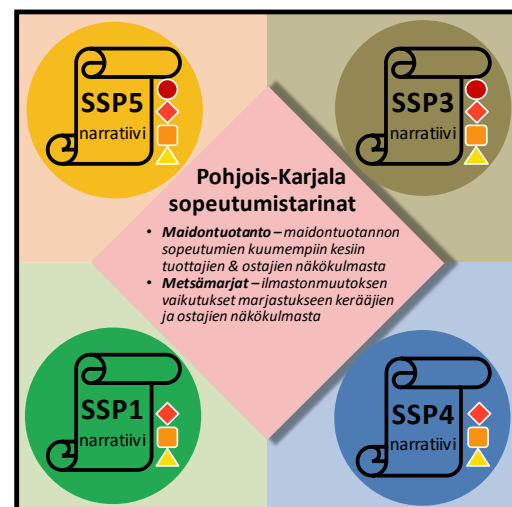 SSP5
narratiivi
SSP3
narratiivi
Pohjois-Karjala
sopeutumistarinat
• Maidontuotanto – maidontuotannon
sopeutumien kuumempiin kesiin
tuottajien & ostajien näkökulmasta
• Metsämarjat – ilmastonmuutoksen
vaikutukset marjastukseen kerääjien
ja ostajien näkökulmasta
SSP1
narratiivi
SSP4
narratiivi